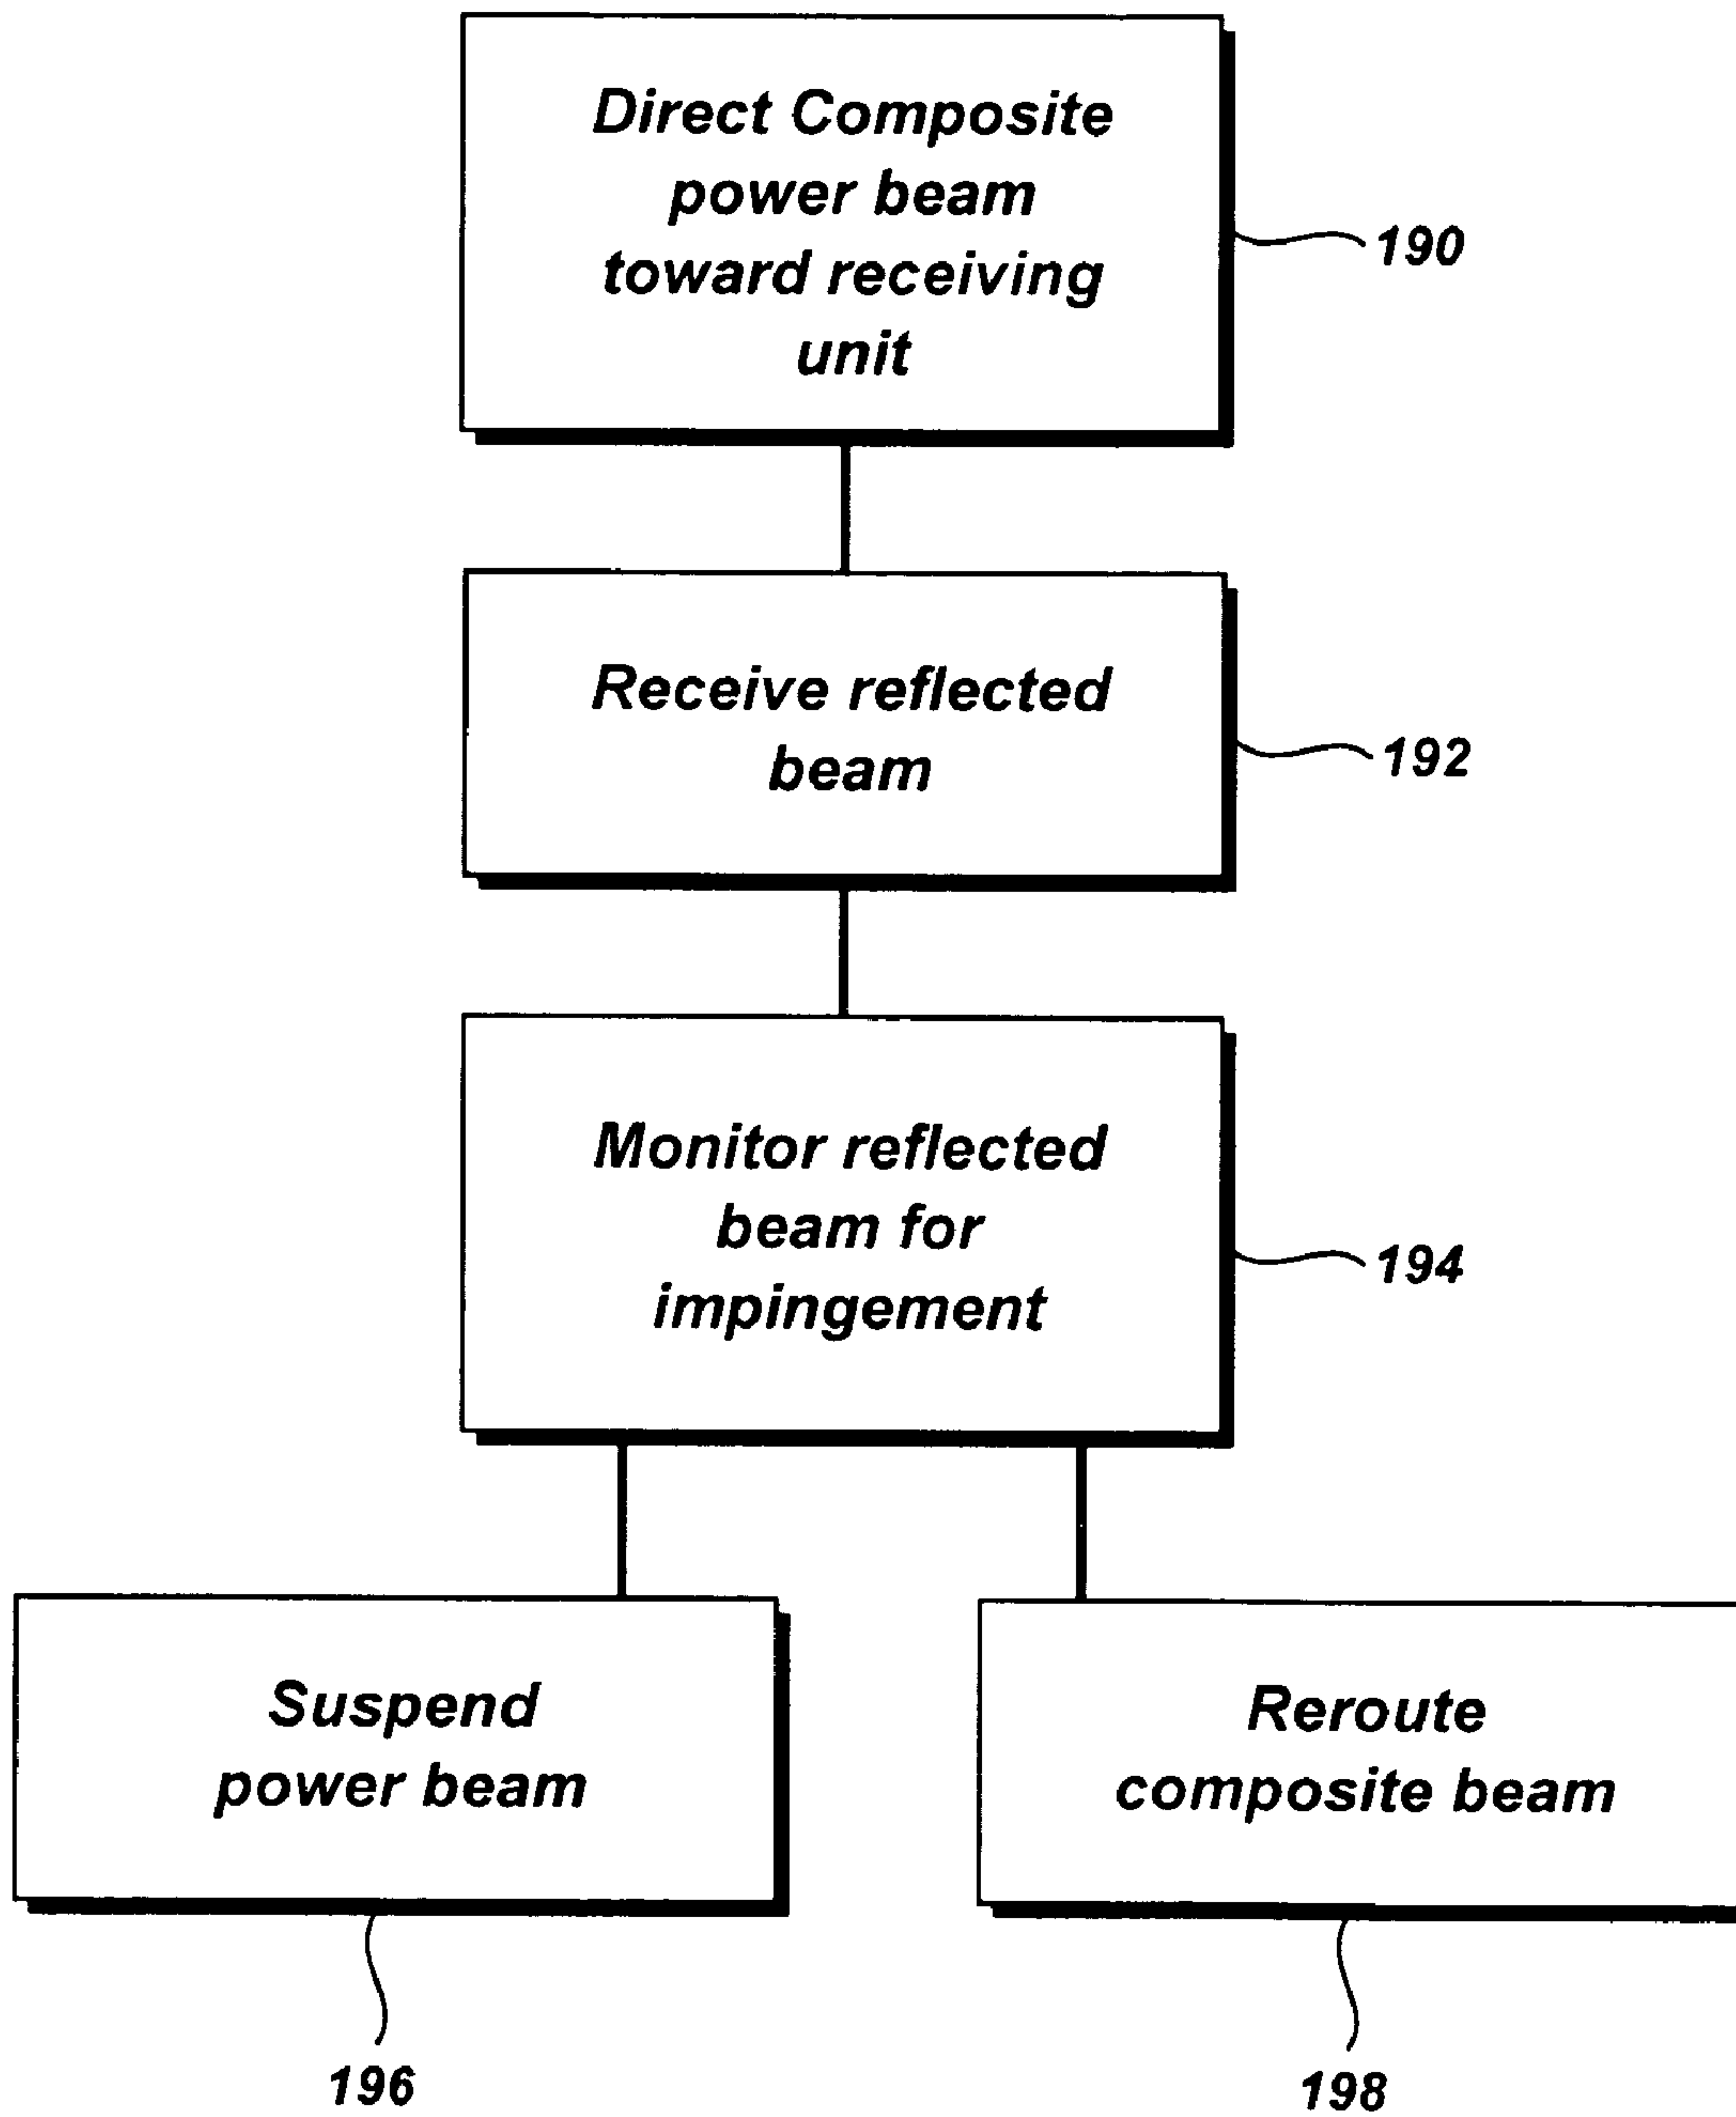 Direct Composite
power beam
toward receiving
unit
190
Receive reflected
beam
192
Monitor reflected
beam for
impingement
194
Suspend
power beam
Reroute
composite beam
196
198